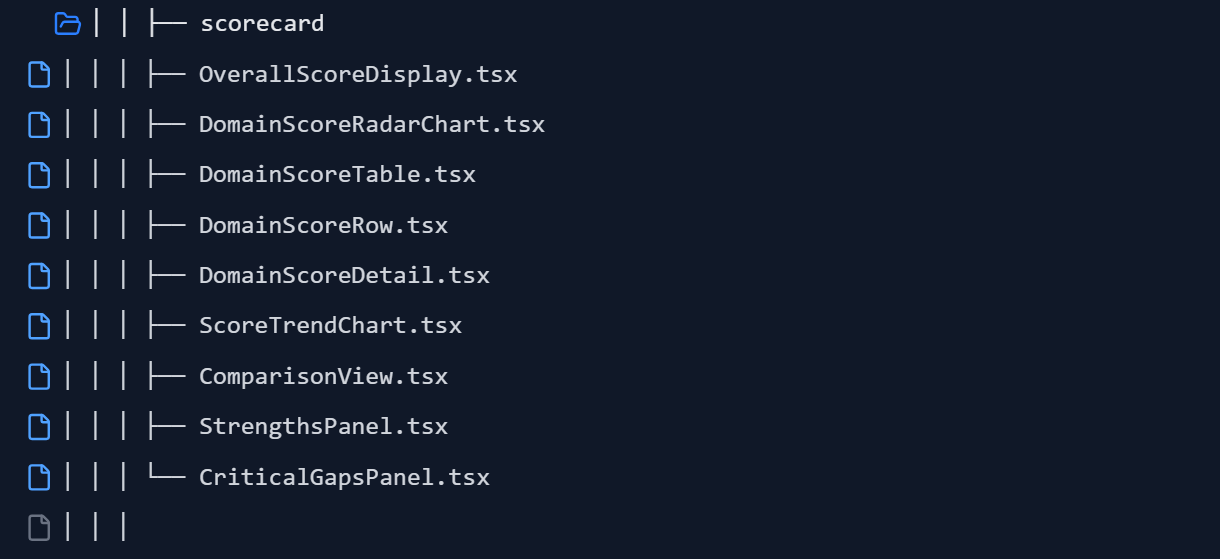 │ │ ├── scorecard
│ │ │ ├── OverallScoreDisplay.tsx
│ │ │ ├── DomainScoreRadarChart.tsx
│ │ │ ├── DomainScoreTable.tsx
│ │ │ ├── DomainScoreRow.tsx
│ │ │ ├── DomainScoreDetail.tsx
│ │ │ ├── ScoreTrendChart.tsx
│ │ │ ├── ComparisonView.tsx
│ │ │ ├── StrengthsPanel.tsx
│ │ │ └── CriticalGapsPanel.tsx
│ │ │